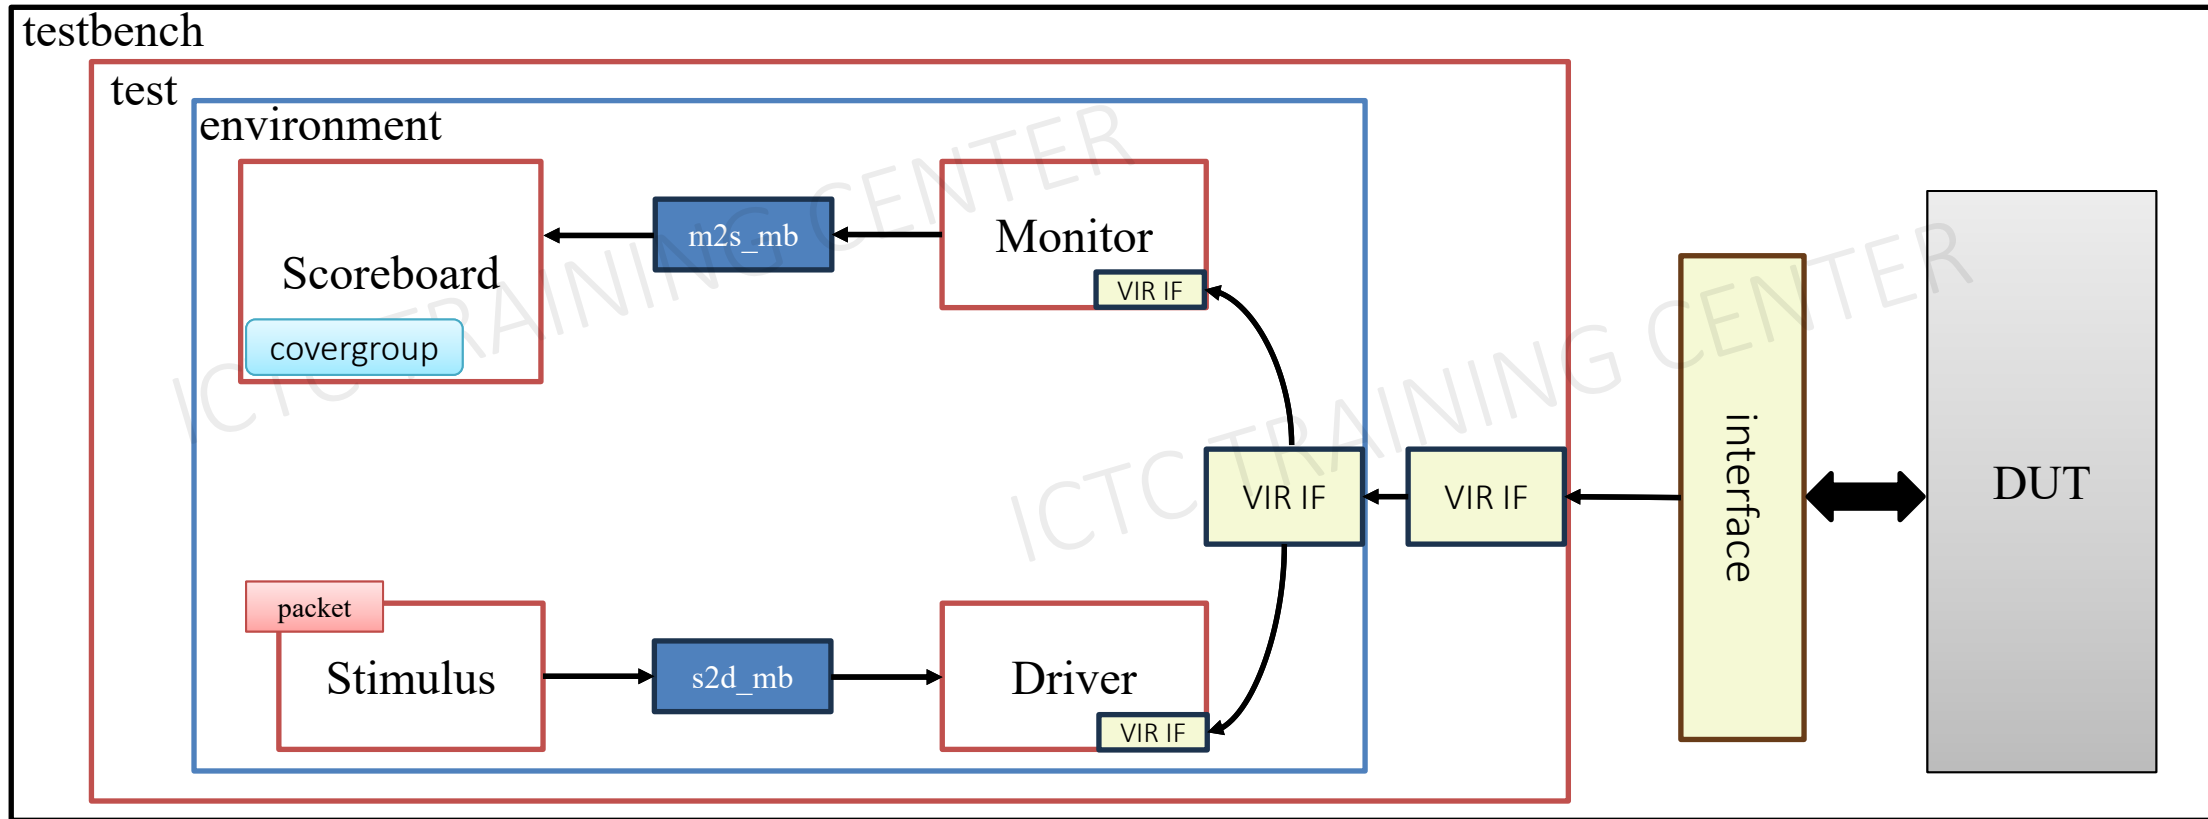 testbench
test
environment
Scoreboard
covergroup
m2s_mb
Monitor
VIR IF
VIR IF
VIR IF
interface
DUT
packet
Stimulus
s2d_mb
Driver
VIR IF
ICTC TRAINING CENTER
ICTC TRAINING CENTER